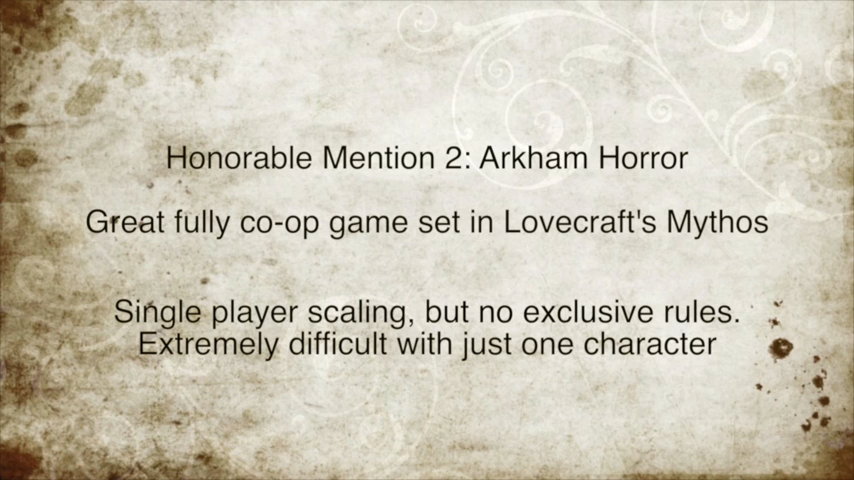 Honorable Mention 2: Arkham Horror
Great fully co-op game set in Lovecraft's Mythos
Single player scaling, but no exclusive rules.
Extremely difficult with just one character